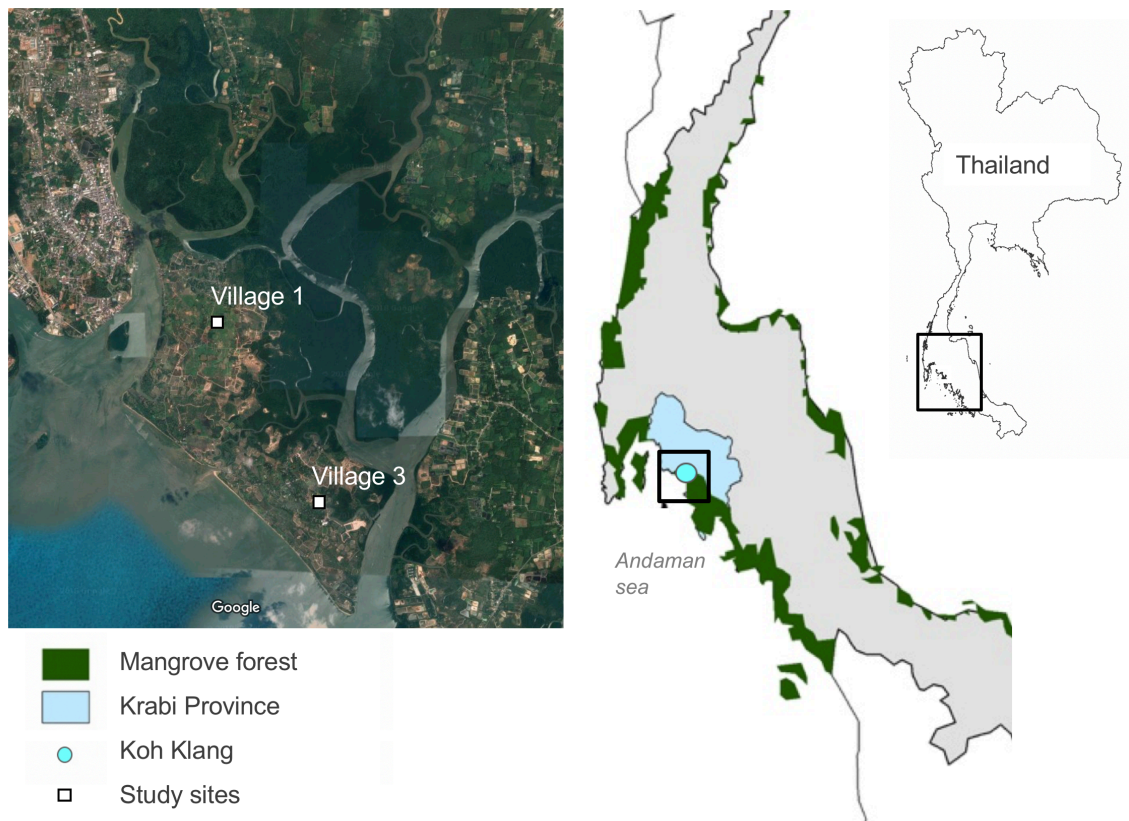 Village 1
Village 3
Google
Thailand
Andaman
sea
Mangrove forest
Krabi Province
Koh Klang
Study sites